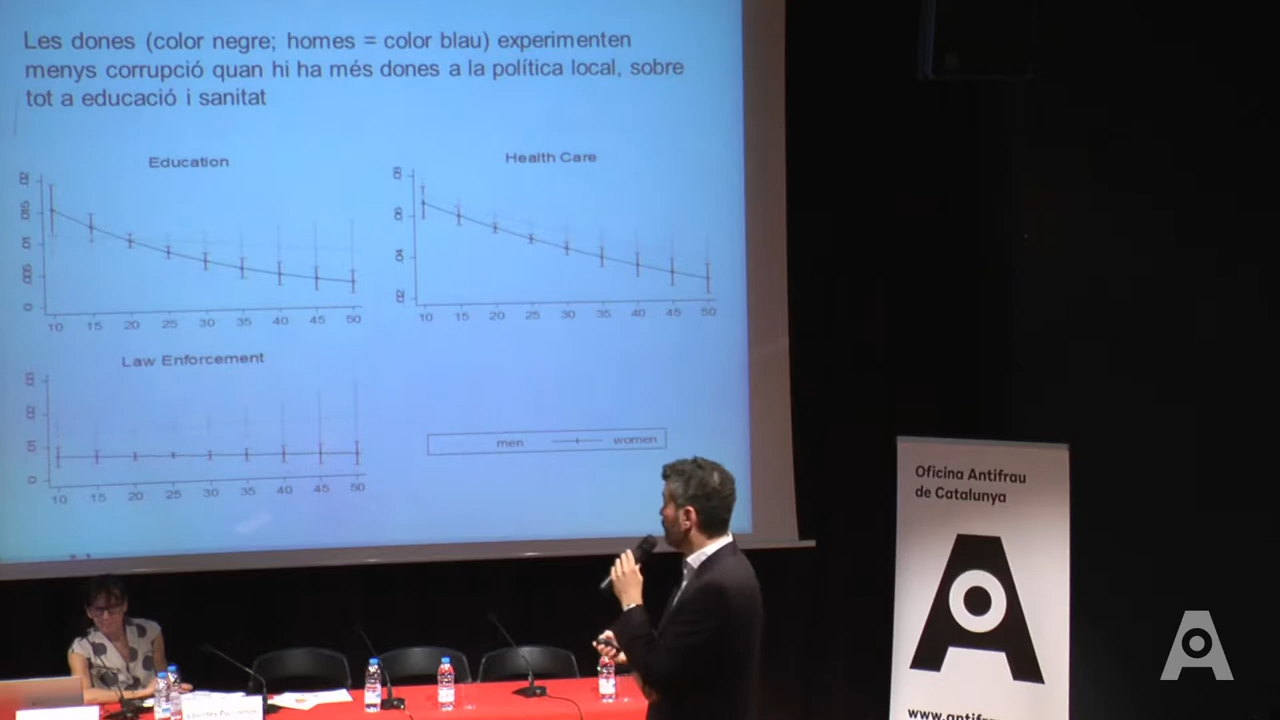 Les dones (color negre; homes = color blau) experimenten
menys corrupció quan hi ha més dones a la política local, sobre
tot a educació i sanitat
Education
Health Care
0
10 15 20 25 30 35 40 45 50
10 15 20 25 30 35 40 45 50
Law Enforcement
0
10 15 20 25 30 35 40 45 50
men women
Oficina Antifrau
de Catalunya